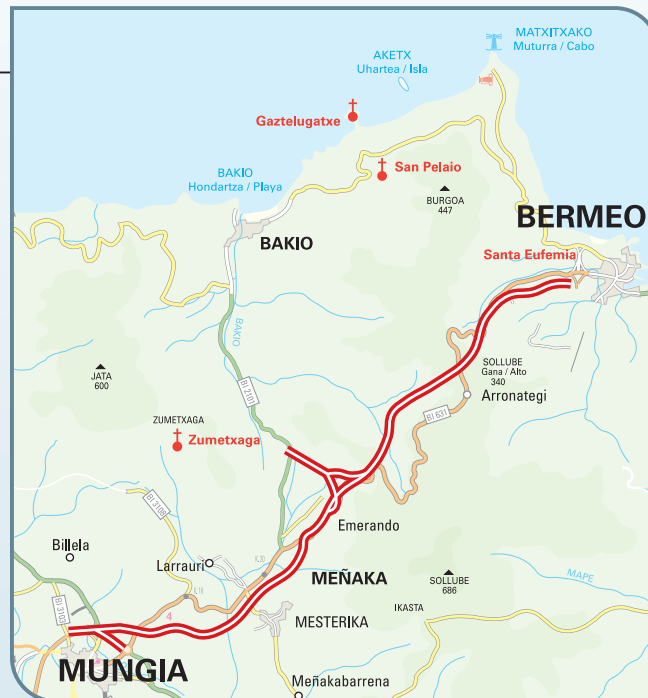 MATXITXAKO
Muturra / Cabo
AKETX
Uhartea / Isla
Gaztelugatxe
San Pelaio
BAKIO
Hondartza / Playa
BURGOA
447
BERMEO
BAKIO
Santa Eufemia
BAKIO
JATA
600
SOLLUBE
Gana / Alto
340
BI 2101
Arronategi
BI 631
ZUMETXAGA
Zumetxaga
BI 3109
Emerando
Billela
Larrauri
MEÑAKA
SOLLUBE
686
MAPE
IKASTA
BI 3103
4
MESTERIKA
MUNGIA
Meñakabarrena